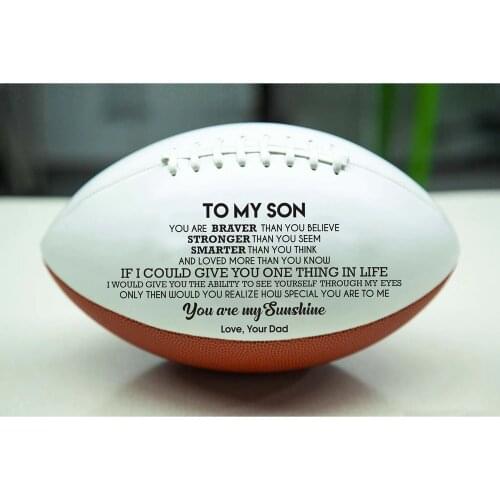 TO MY SON
YOU ARE BRAVER THAN YOU BELIEVE
STRONGER THAN YOU SEEM
SMARTER THAN YOU THINK
AND LOVED MORE THAN YOU KNOW
IF I COULD GIVE YOU ONE THING IN LIFE
I WOULD GIVE YOU THE ABILITY TO SEE YOURSELF THROUGH MY EYES
ONLY THEN WOULD YOU REALIZE HOW SPECIAL YOU ARE TO ME
You are my Sunshine
Love, Your Dad